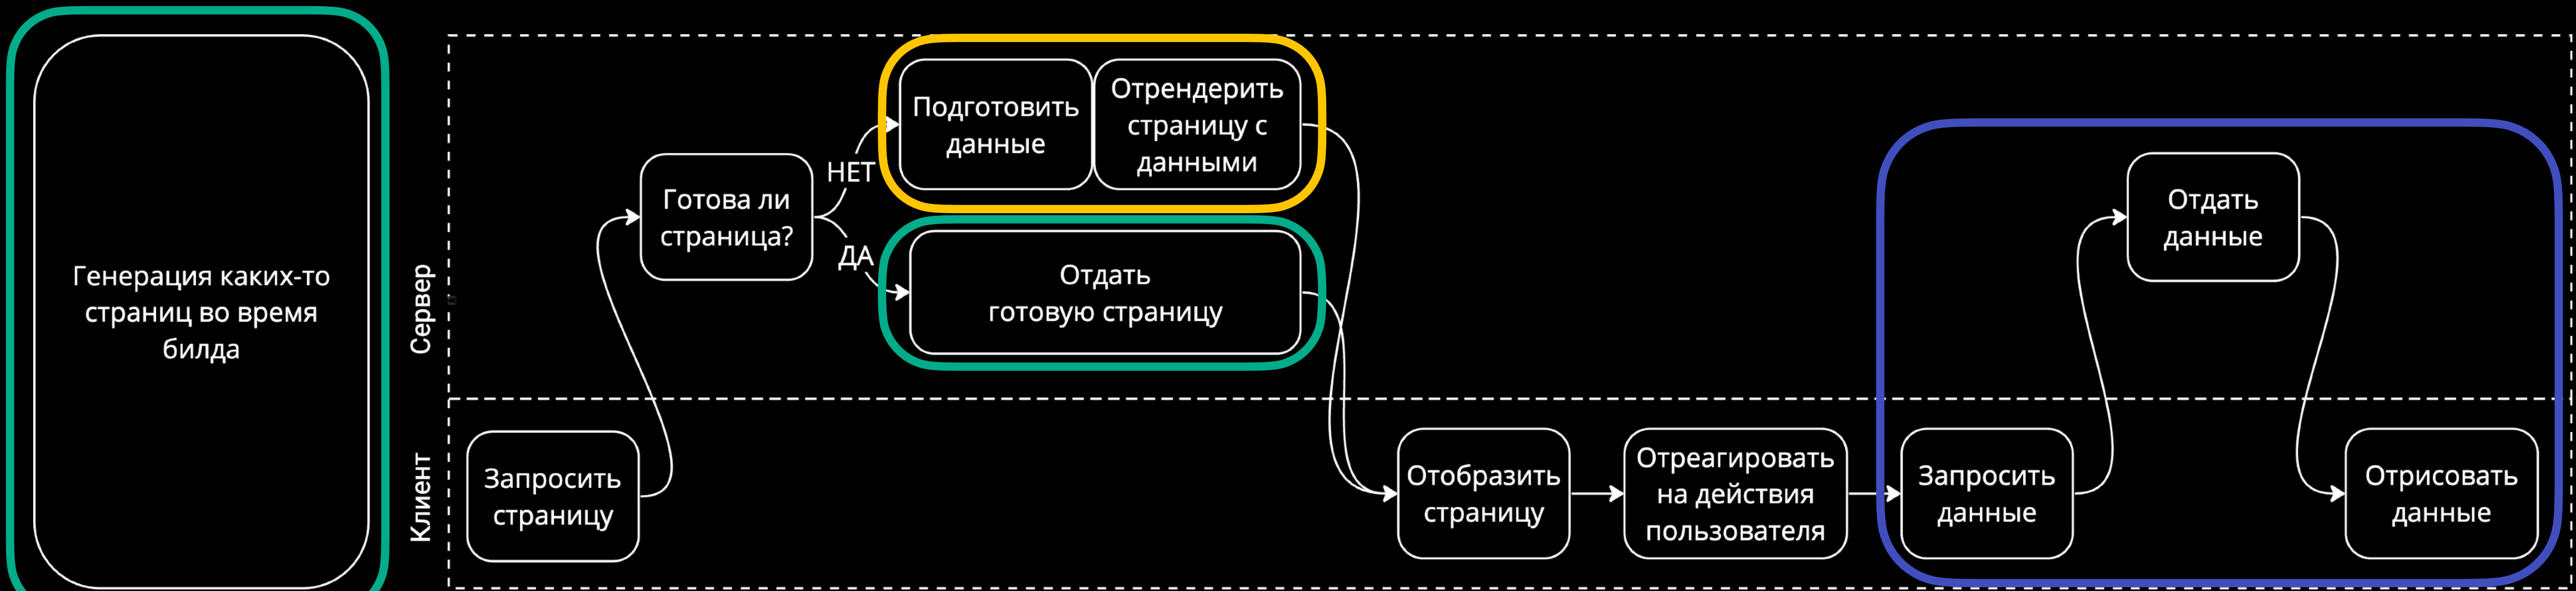 Генерация каких-то
страниц во время
билда
Сервер
Клиент
Запросить
страницу
Готова ли
страница?
НЕТ
ДА
Подготовить
данные
Отрендерить
страницу с
данными
Отдать
готовую страницу
Отобразить
страницу
Отреагировать
на действия
пользователя
Запросить
данные
Отдать
данные
Отрисовать
данные